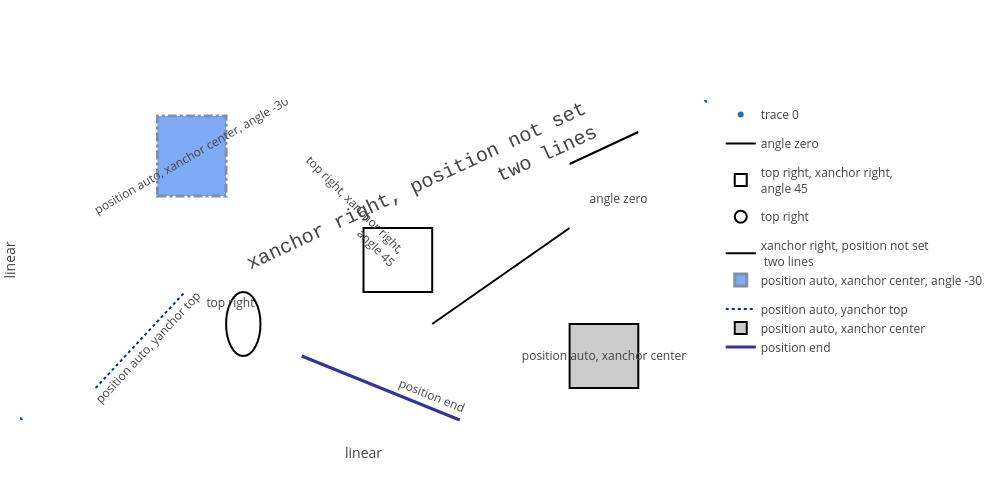 position auto, xanchor center, angle -30
top right, xanchor right,
angle 45
xanchor right, position not set
two lines
angle zero
linear
position auto, yanchor top
top right
position auto, xanchor center
position end
linear
trace 0
angle zero
top right, xanchor right,
angle 45
top right
xanchor right, position not set
two lines
position auto, xanchor center, angle -30
position auto, yanchor top
position auto, xanchor center
position end